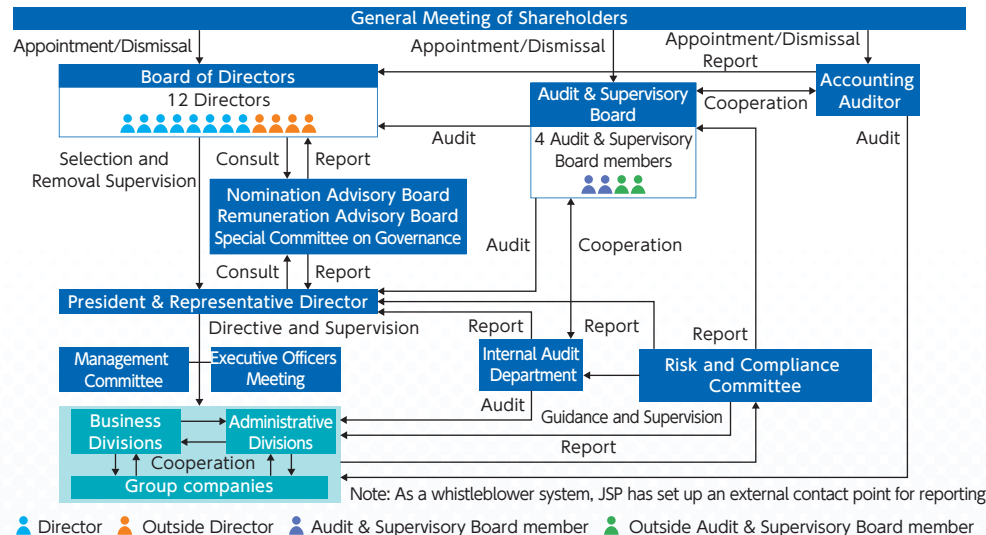 General Meeting of Shareholders
Appointment/Dismissal
Appointment/Dismissal
Appointment/Dismissal
Report
Board of Directors
12 Directors
Audit & Supervisory
Board
4 Audit & Supervisory
Board members
Cooperation
Accounting
Auditor
Audit
Audit
Selection and
Removal Supervision
Consult
Report
Nomination Advisory Board
Remuneration Advisory Board
Special Committee on Governance
Audit
Cooperation
Consult
Report
President & Representative Director
Directive and Supervision
Report
Report
Report
Management
Committee
Executive Officers
Meeting
Internal Audit
Department
Risk and Compliance
Committee
Audit
Guidance and Supervision
Business
Divisions
Administrative
Divisions
Report
Cooperation
Group companies
Note: As a whistleblower system, JSP has set up an external contact point for reporting
Director
Outside Director
Audit & Supervisory Board member
Outside Audit & Supervisory Board member